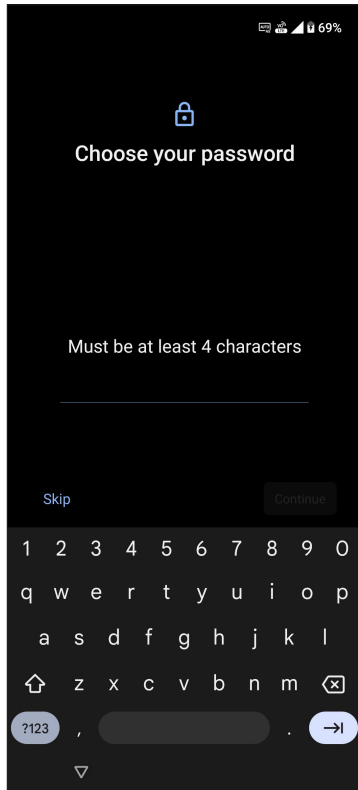 69%
Choose your password
Must be at least 4 characters
Skip
Continue
1 2 3 4 5 6 7 8 9 0
q w e r t y u i o p
a s d f g h j k l
z x c v b n m
?123 , .